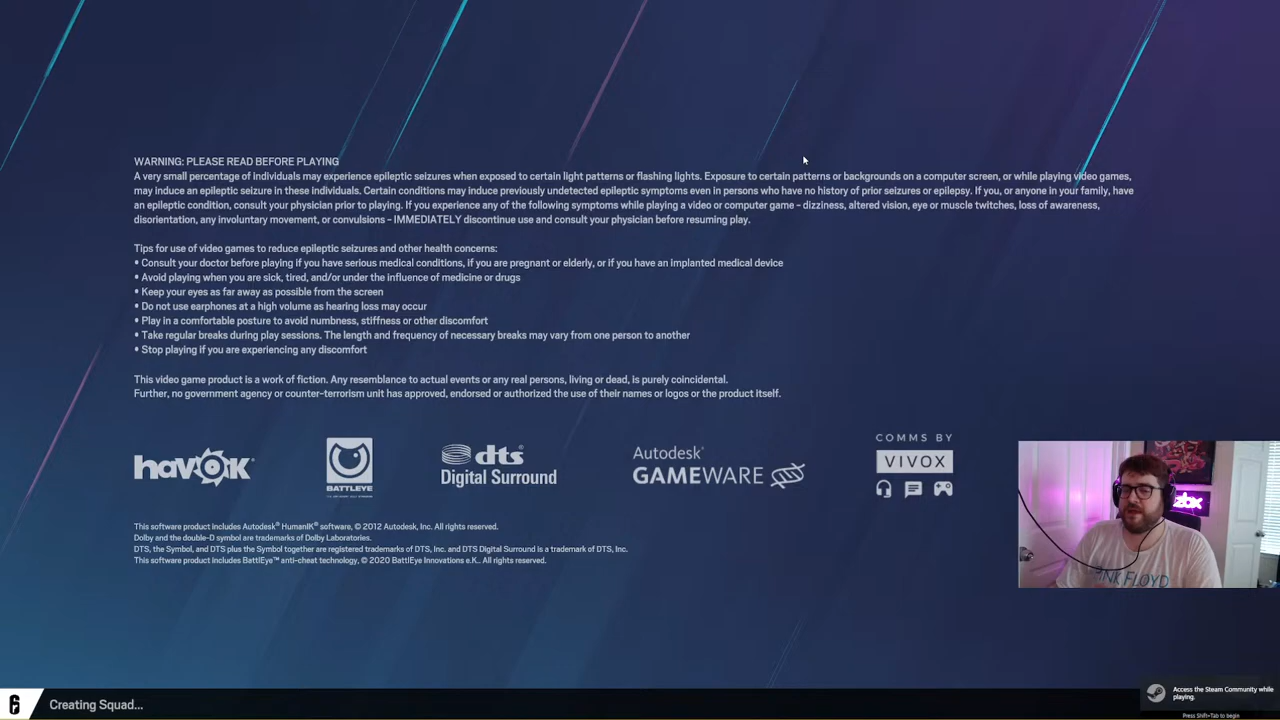 WARNING: PLEASE READ BEFORE PLAYING
A very small percentage of individuals may experience epileptic seizures when exposed to certain light patterns or flashing lights. Exposure to certain patterns or backgrounds on a computer screen, or while playing video games,
may induce an epileptic seizure in these individuals. Certain conditions may induce previously undetected epileptic symptoms even in persons who have no history of prior seizures or epilepsy. If you, or anyone in your family, have
an epileptic condition, consult your physician prior to playing. If you experience any of the following symptoms while playing a video or computer game - dizziness, altered vision, eye or muscle twitches, loss of awareness,
disorientation, any involuntary movement, or convulsions - IMMEDIATELY discontinue use and consult your physician before resuming play.
Tips for use of video games to reduce epileptic seizures and other health concerns:
• Consult your doctor before playing if you have serious medical conditions, if you are pregnant or elderly, or if you have an implanted medical device
• Avoid playing when you are sick, tired, and/or under the influence of medicine or drugs
• Keep your eyes as far away as possible from the screen
• Do not use earphones at a high volume as hearing loss may occur
• Play in a comfortable posture to avoid numbness, stiffness or other discomfort
• Take regular breaks during play sessions. The length and frequency of necessary breaks may vary from one person to another
• Stop playing if you are experiencing any discomfort
This video game product is a work of fiction. Any resemblance to actual events or any real persons, living or dead, is purely coincidental.
Further, no government agency or counter-terrorism unit has approved, endorsed or authorized the use of their names or logos or the product itself.
havok
BATTLEYE
dts
Digital Surround
Autodesk®
GAMEWARE
COMMS BY
VIVOX
zbx
PINK FLOYD
This software product includes Autodesk® HumanIK® software, © 2012 Autodesk, Inc. All rights reserved.
Dolby and the double-D symbol are trademarks of Dolby Laboratories.
DTS, the Symbol, and DTS plus the Symbol together are registered trademarks of DTS, Inc. and DTS Digital Surround is a trademark of DTS, Inc.
This software product includes BattlEye™ anti-cheat technology, © 2020 BattlEye Innovations e.K.. All rights reserved.
6
Creating Squad...
Access the Steam Community while
playing.
Press Shift+Tab to begin